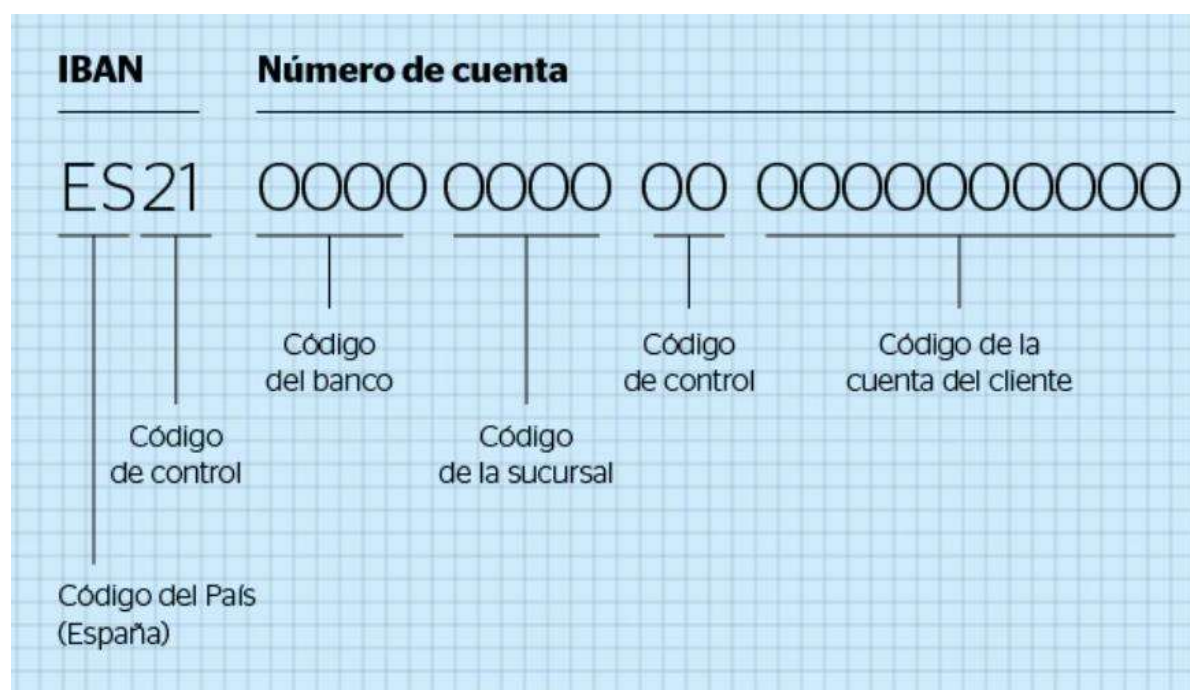 IBAN Número de cuenta
ES21 0000 0000 00 0000000000
Código
del banco
Código
de control
Código de la
cuenta del cliente
Código
de control
Código
de la sucursal
Código del País
(España)